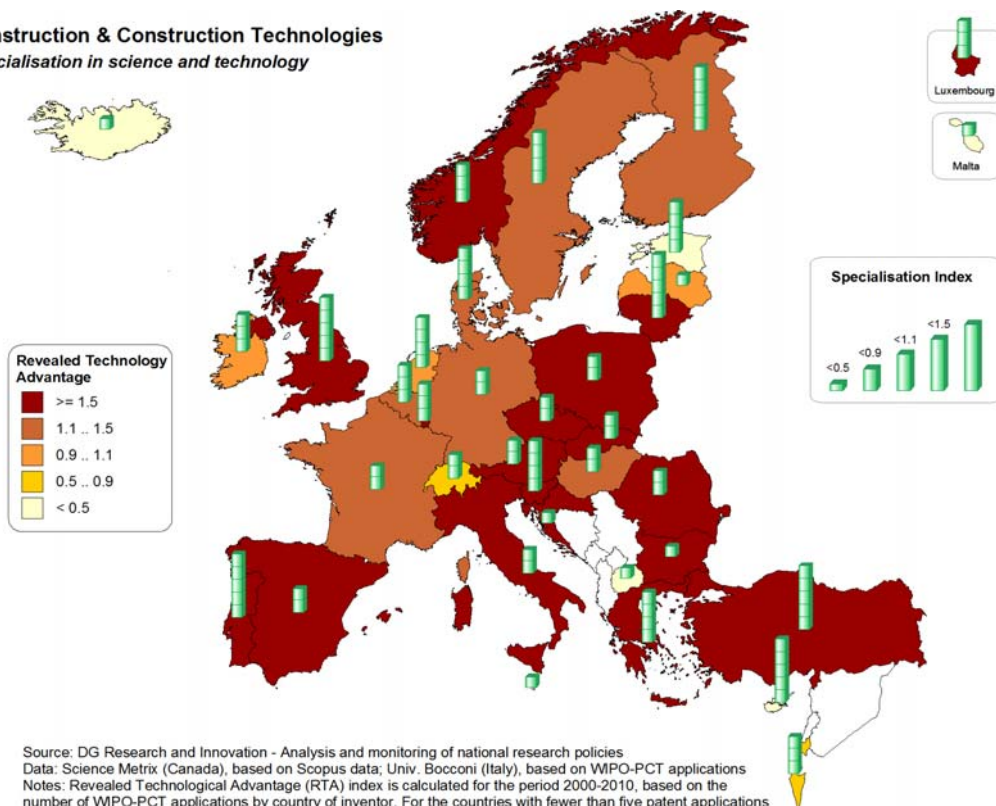 nstruction & Construction Technologies
cialisation in science and technology
Luxembourg
Malta
Specialisation Index
<0.5 <0.9 <1.1 <1.5
Revealed Technology
Advantage
>= 1.5
1.1 .. 1.5
0.9 .. 1.1
0.5 .. 0.9
< 0.5
Source: DG Research and Innovation - Analysis and monitoring of national research policies
Data: Science Metrix (Canada), based on Scopus data; Univ. Bocconi (Italy), based on WIPO-PCT applications
Notes: Revealed Technological Advantage (RTA) index is calculated for the period 2000-2010, based on the
number of WIPO-PCT applications by country of inventor. For the countries with fewer than five patent applications